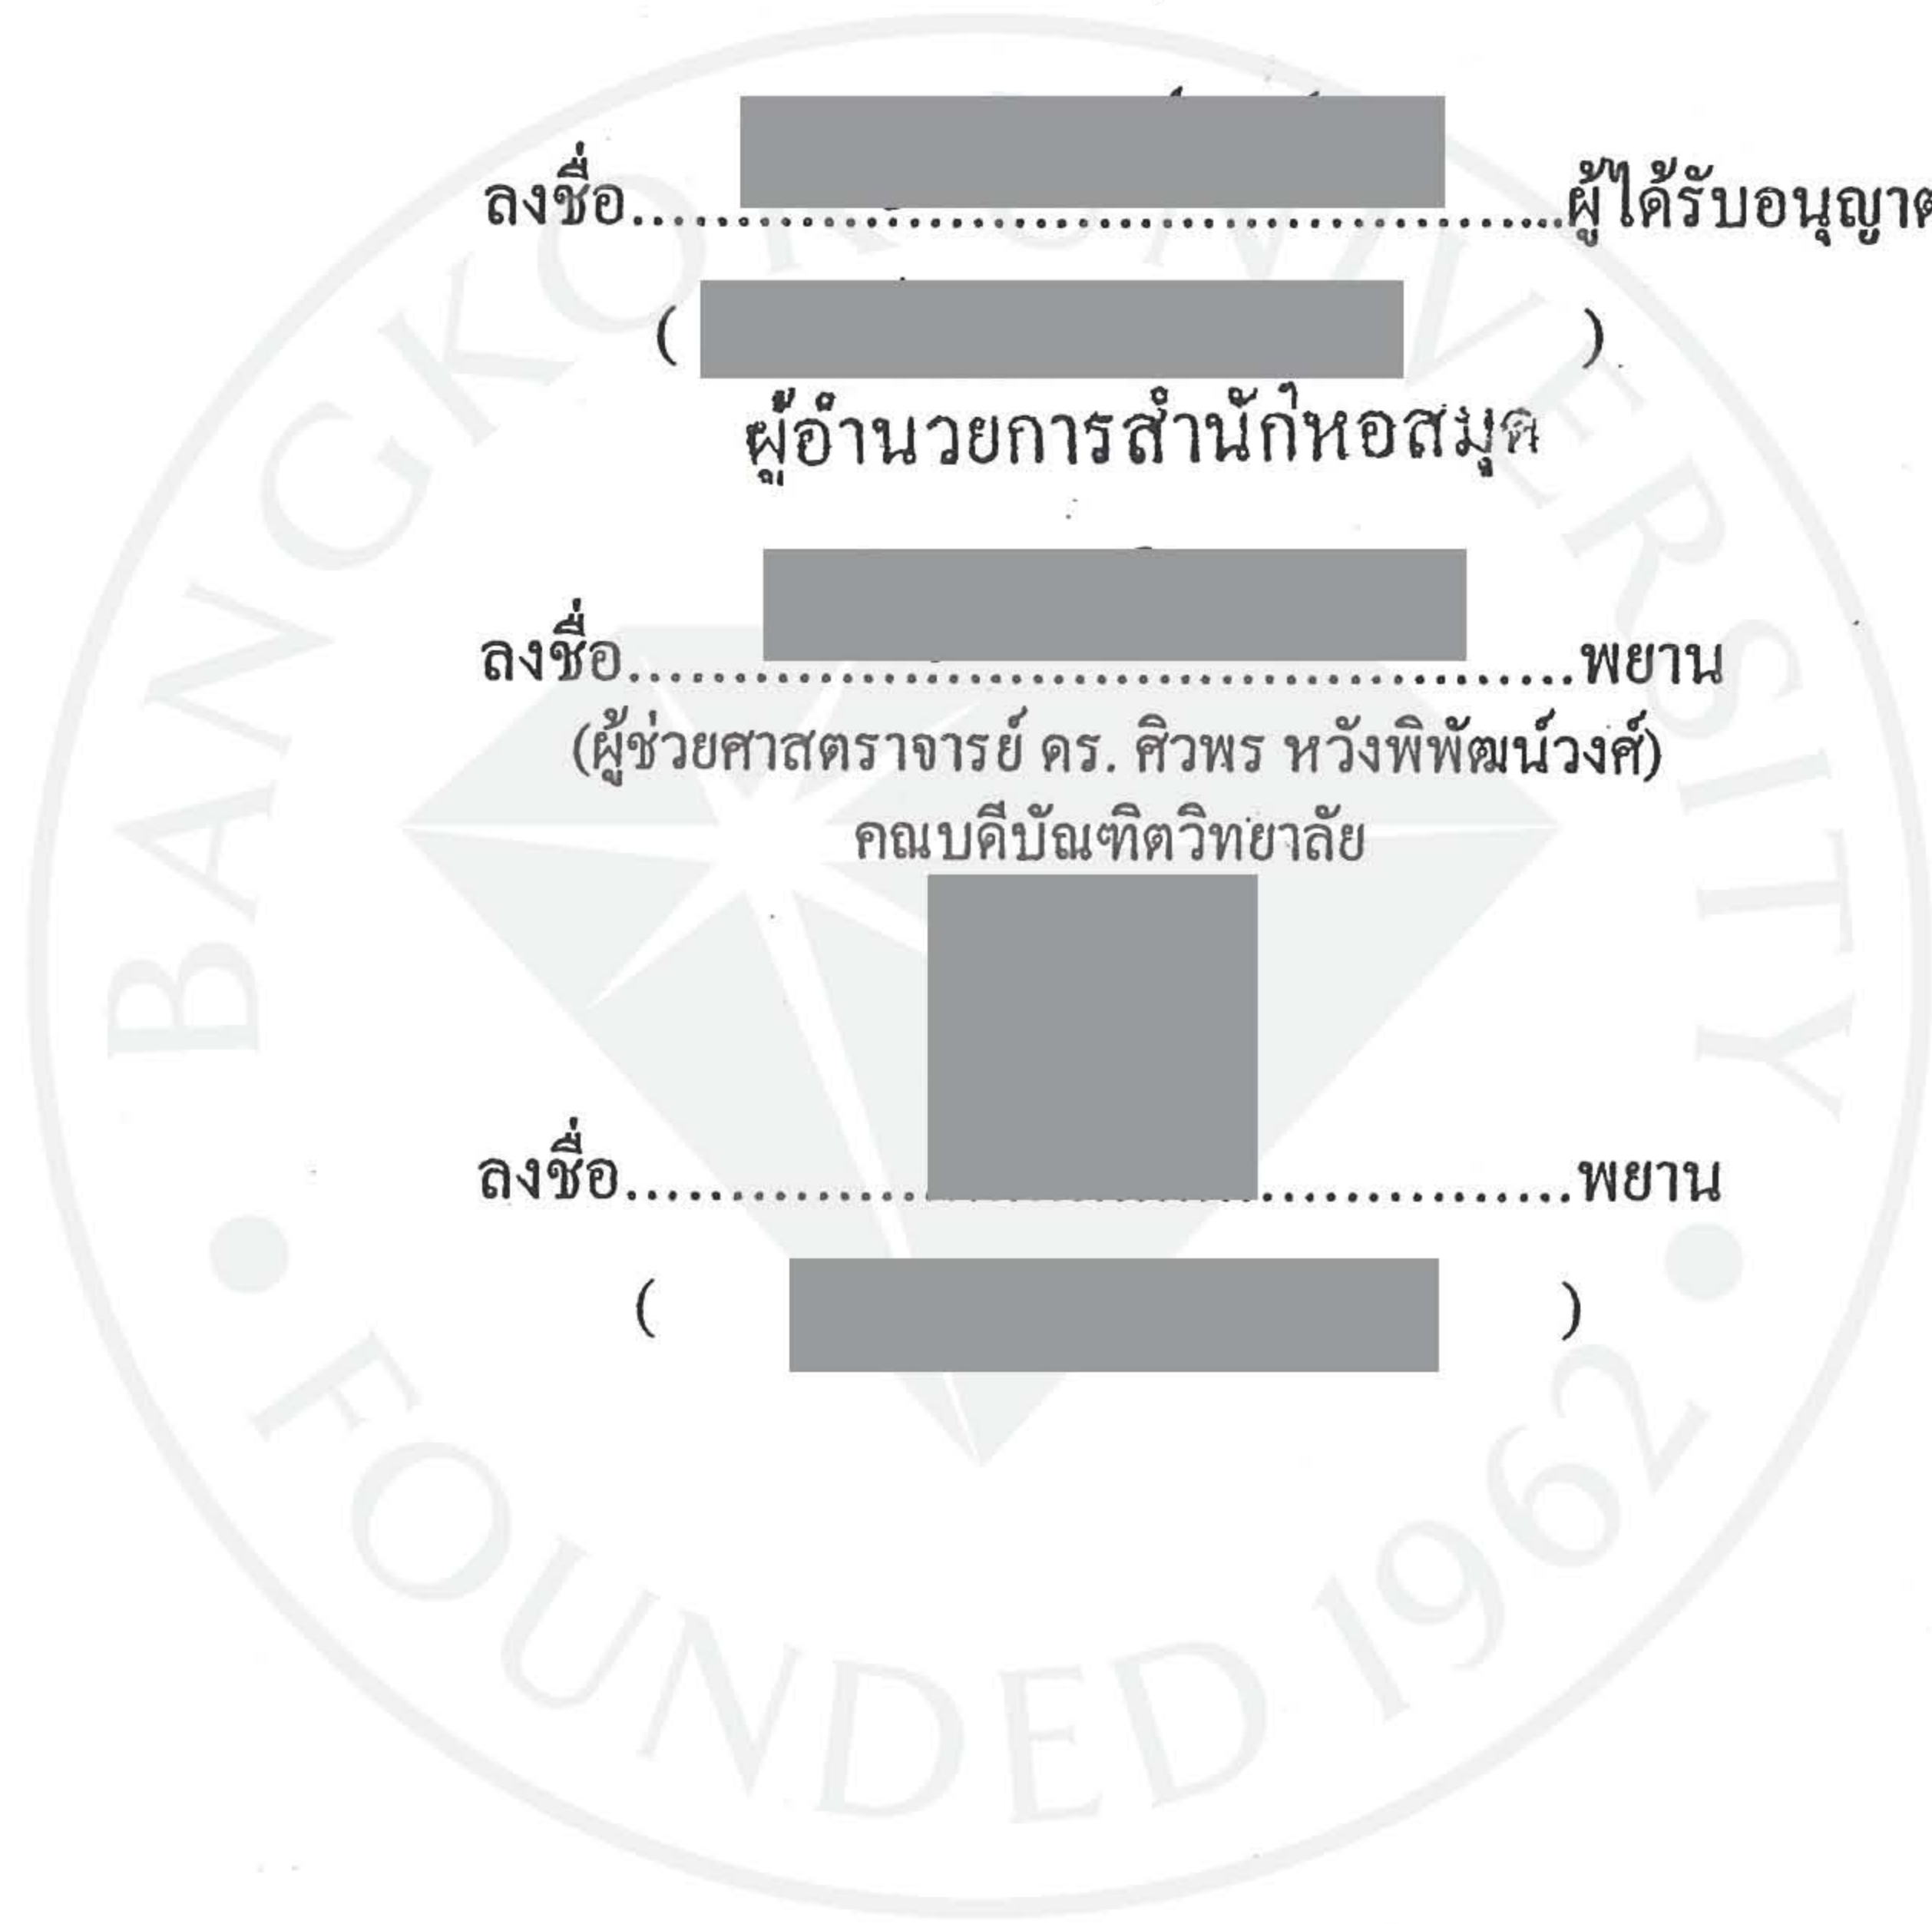 ลงชื่อ..........................................ผู้ได้รับอนุญาต
( )
ผู้อำนวยการสำนักหอสมุด
ลงชื่อ..........................................พยาน
(ผู้ช่วยศาสตราจารย์ ดร. ศิวพร หวังพิพัฒน์วงศ์)
คณบดีบัณฑิตวิทยาลัย
ลงชื่อ..........................................พยาน
( )
BANGKOK UNIVERSITY
FOUNDED 1962